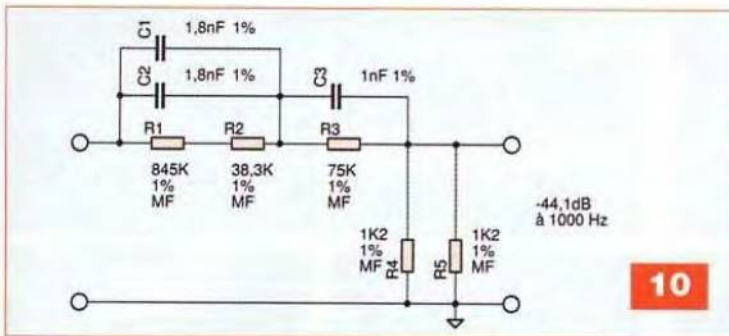 C1
1,8nF 1%
C2
1,8nF 1%
C3
1nF 1%
R1
R2
R3
845K
1%
MF
38,3K
1%
MF
75K
1%
MF
-44,1dB
à 1000 Hz
1K2
1%
MF
R4
1K2
1%
MF
R5
10